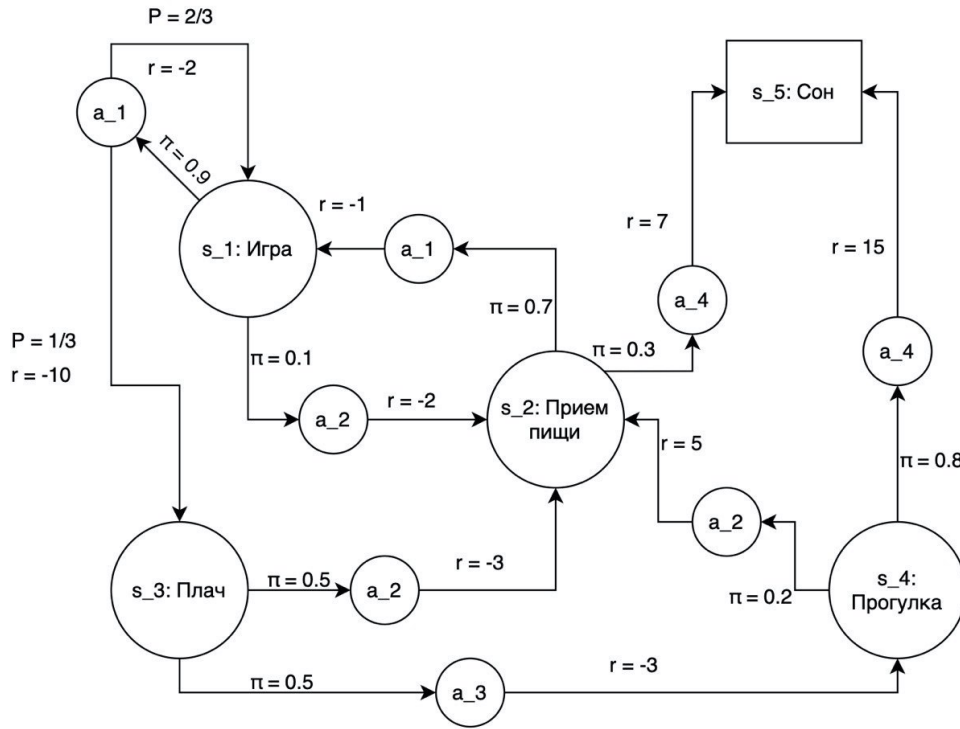 P = 2/3
r = -2
a_1
π = 0.9
s_5: Сон
s_1: Игра
r = -1
a_1
r = 7
r = 15
a_4
π = 0.7
P = 1/3
r = -10
π = 0.1
π = 0.3
a_4
a_2
r = -2
s_2: Прием
пищи
r = 5
π = 0.8
a_2
s_3: Плач
π = 0.5
a_2
r = -3
π = 0.2
s_4:
Прогулка
π = 0.5
a_3
r = -3